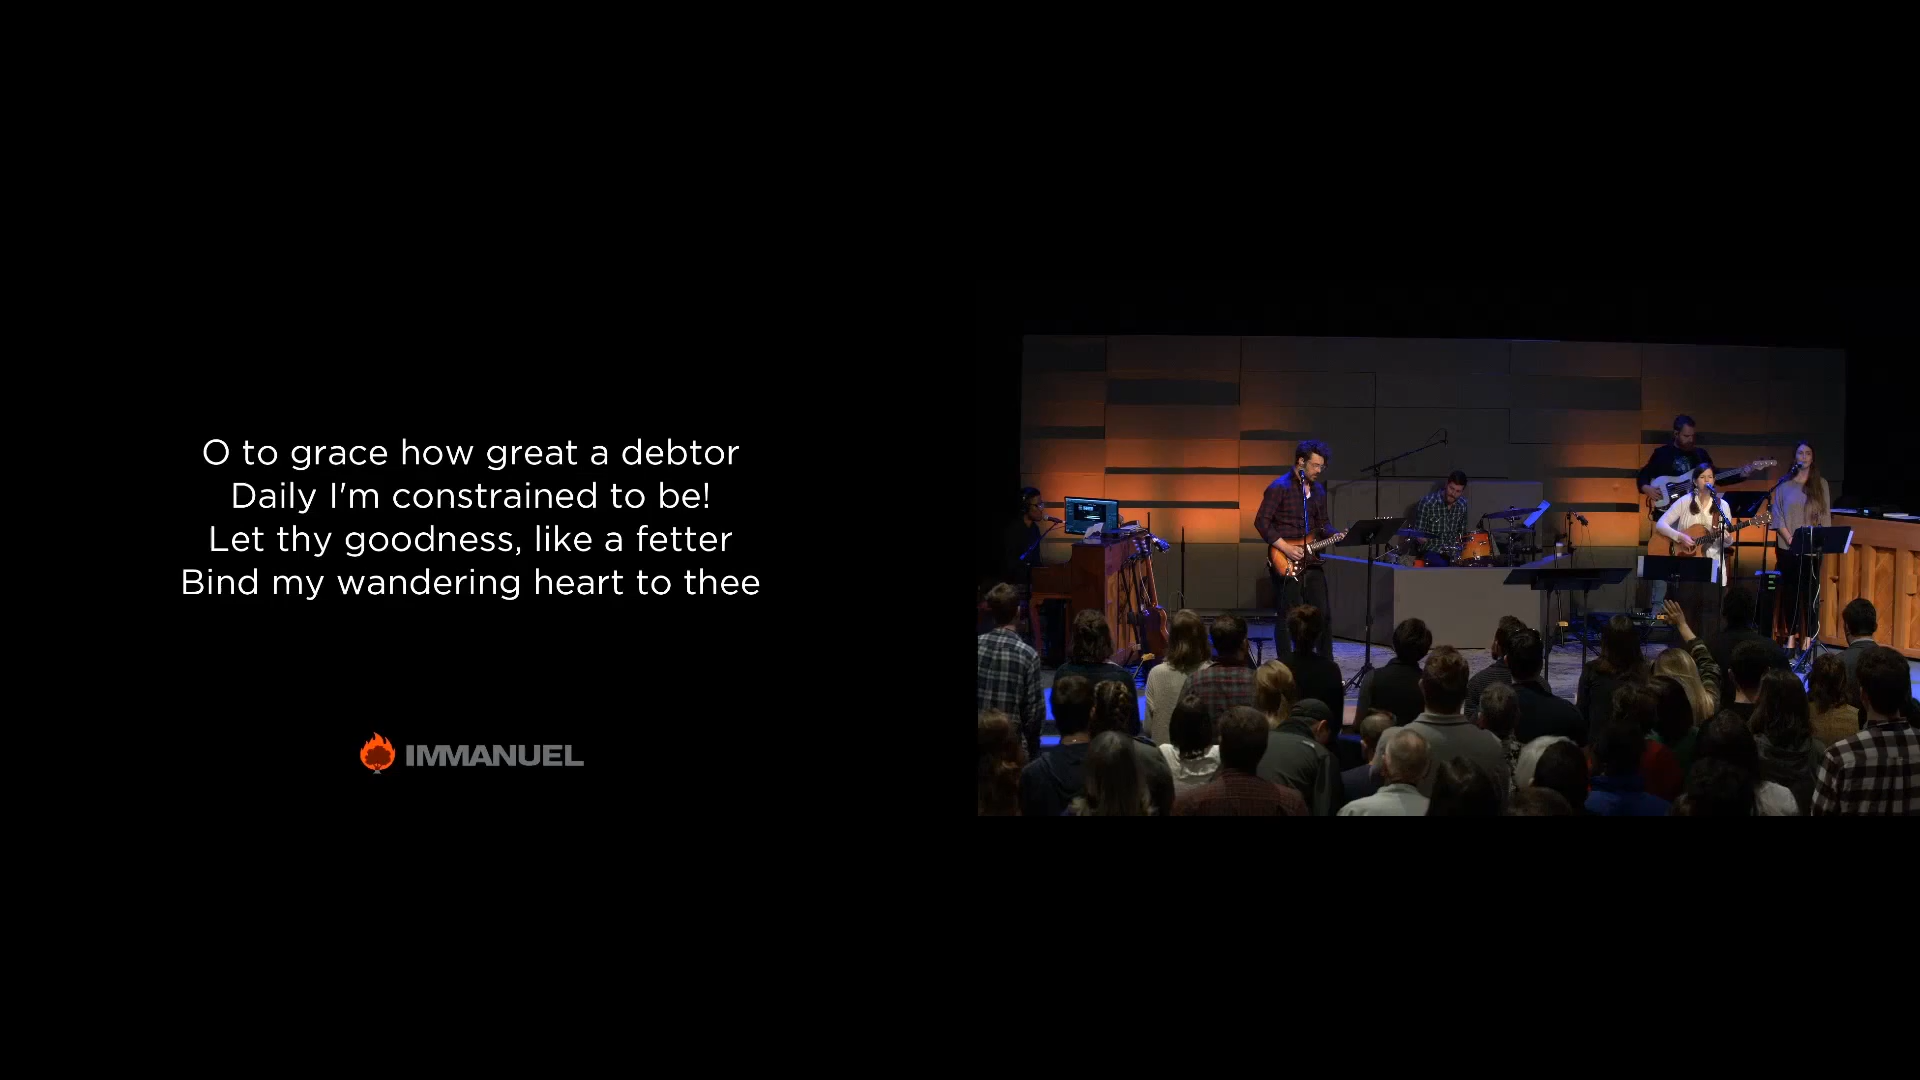 O to grace how great a debtor
Daily I'm constrained to be!
Let thy goodness, like a fetter
Bind my wandering heart to thee
IMMANUEL